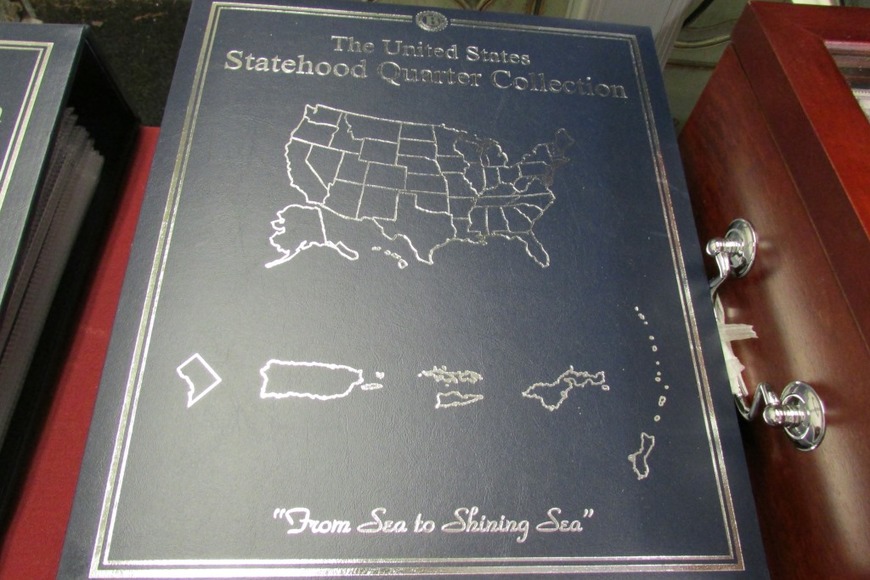 The United States
Statehood Quarter Collection
"From Sea to Shining Sea"